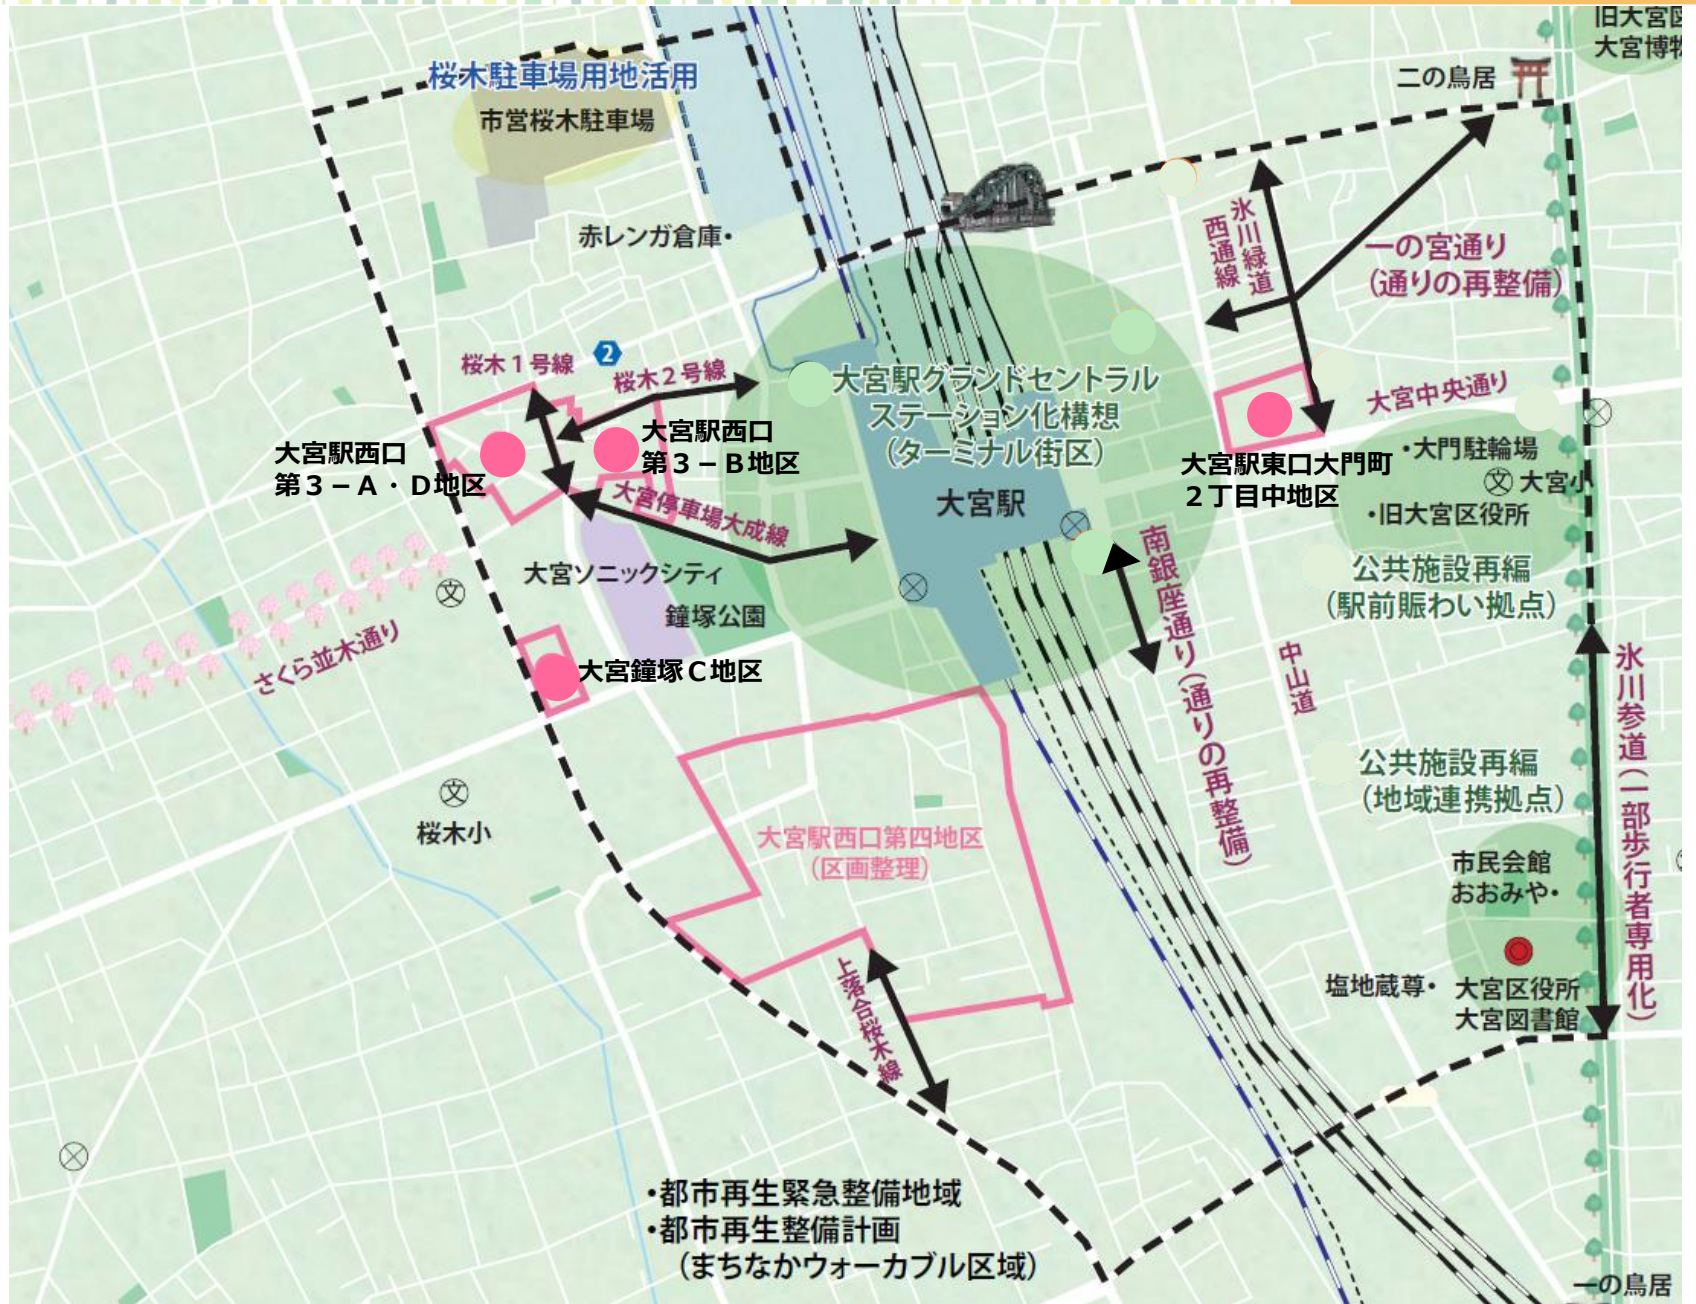 旧大宮区
大宮博物
二の鳥居
桜木駐車場用地活用
市営桜木駐車場
赤レンガ倉庫・
氷川緑道
西通線
一の宮通り
(通りの再整備)
桜木1号線
2
桜木2号線
大宮駅グランドセントラル
ステーション化構想
(ターミナル街区)
大宮中央通り
大宮駅西口
第3-A・D地区
大宮駅西口
第3-B地区
大宮駅東口大門町
2丁目中地区
・大門駐輪場
文 大宮小
・旧大宮区役所
大宮停車場大成線
大宮駅
南銀座通り(通りの再整備)
大宮ソニックシティ
鐘塚公園
文
さくら並木通り
公共施設再編
(駅前賑わい拠点)
大宮鐘塚C地区
中山道
氷川参道(一部歩行者専用化)
公共施設再編
(地域連携拠点)
文
桜木小
大宮駅西口第四地区
(区画整理)
市民会館
おおみや・
上落合桜木線
塩地蔵尊・
大宮区役所
大宮図書館
・都市再生緊急整備地域
・都市再生整備計画
(まちなかウォーカブル区域)
一の鳥居